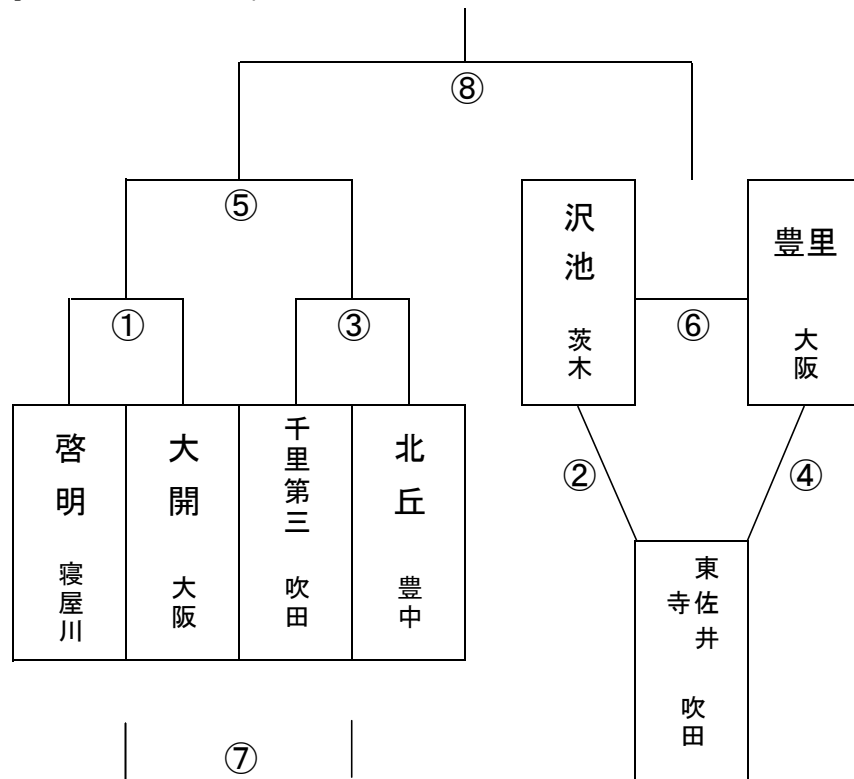 ⑧
⑤
沢池
茨木
豊里
大阪
⑥
①
③
啓明
寝屋川
大開
大阪
千里第三
吹田
北丘
豊中
②
④
東佐井
寺
吹田
⑦